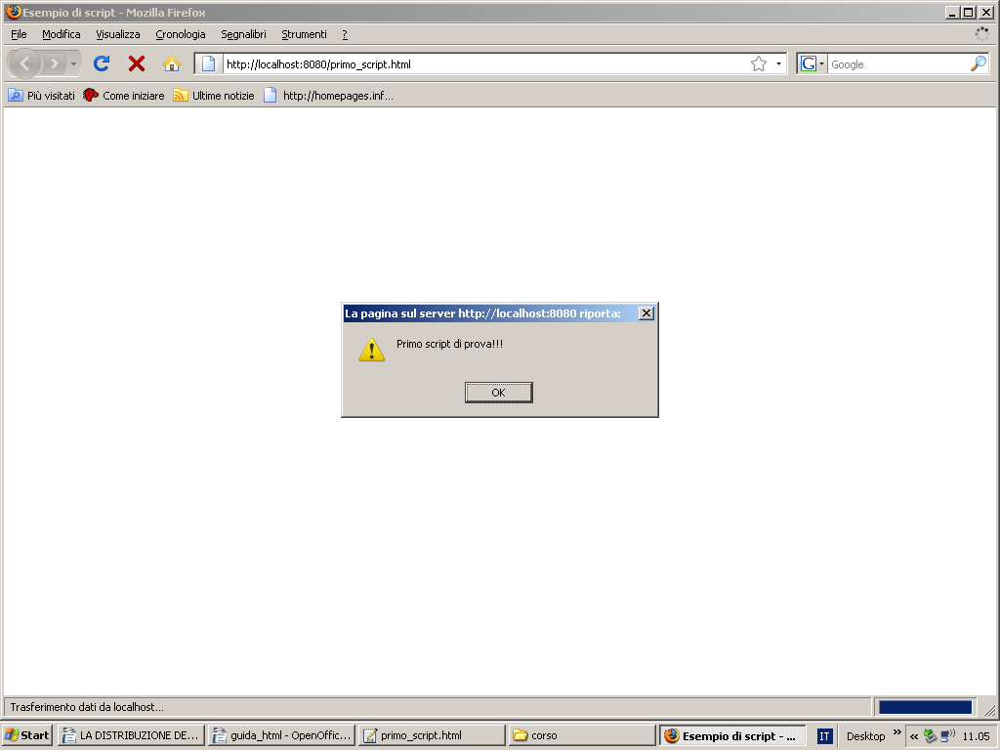 Esempio di script - Mozilla Firefox
File Modifica Visualizza Cronologia Segnalibri Strumenti ?
http://localhost:8080/primo_script.html
G Google
Più visitati Come iniziare Ultime notizie http://homepages.inf...
La pagina sul server http://localhost:8080 riporta:
Primo script di prova!!!
OK
Trasferimento dati da localhost...
Start LA DISTRIBUZIONE DE... guida_html - OpenOffic... primo_script.html corso Esempio di script - ... IT Desktop » « 11.05